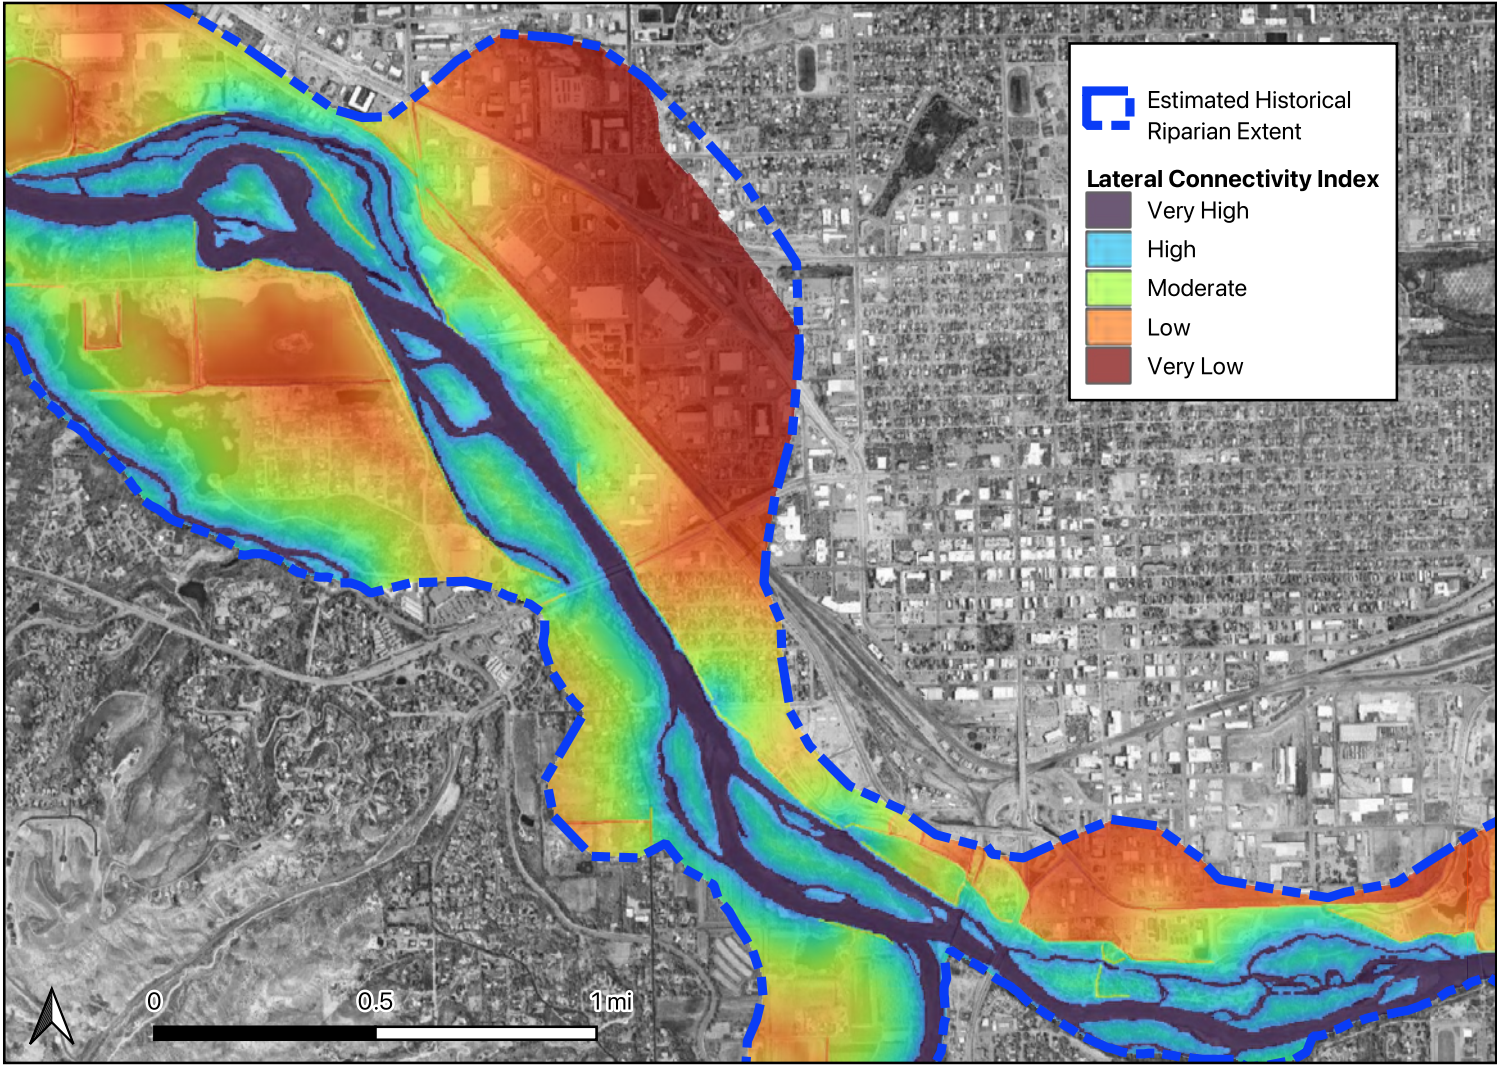 Estimated Historical
Riparian Extent
Lateral Connectivity Index
Very High
High
Moderate
Low
Very Low
0 0.5 1 mi